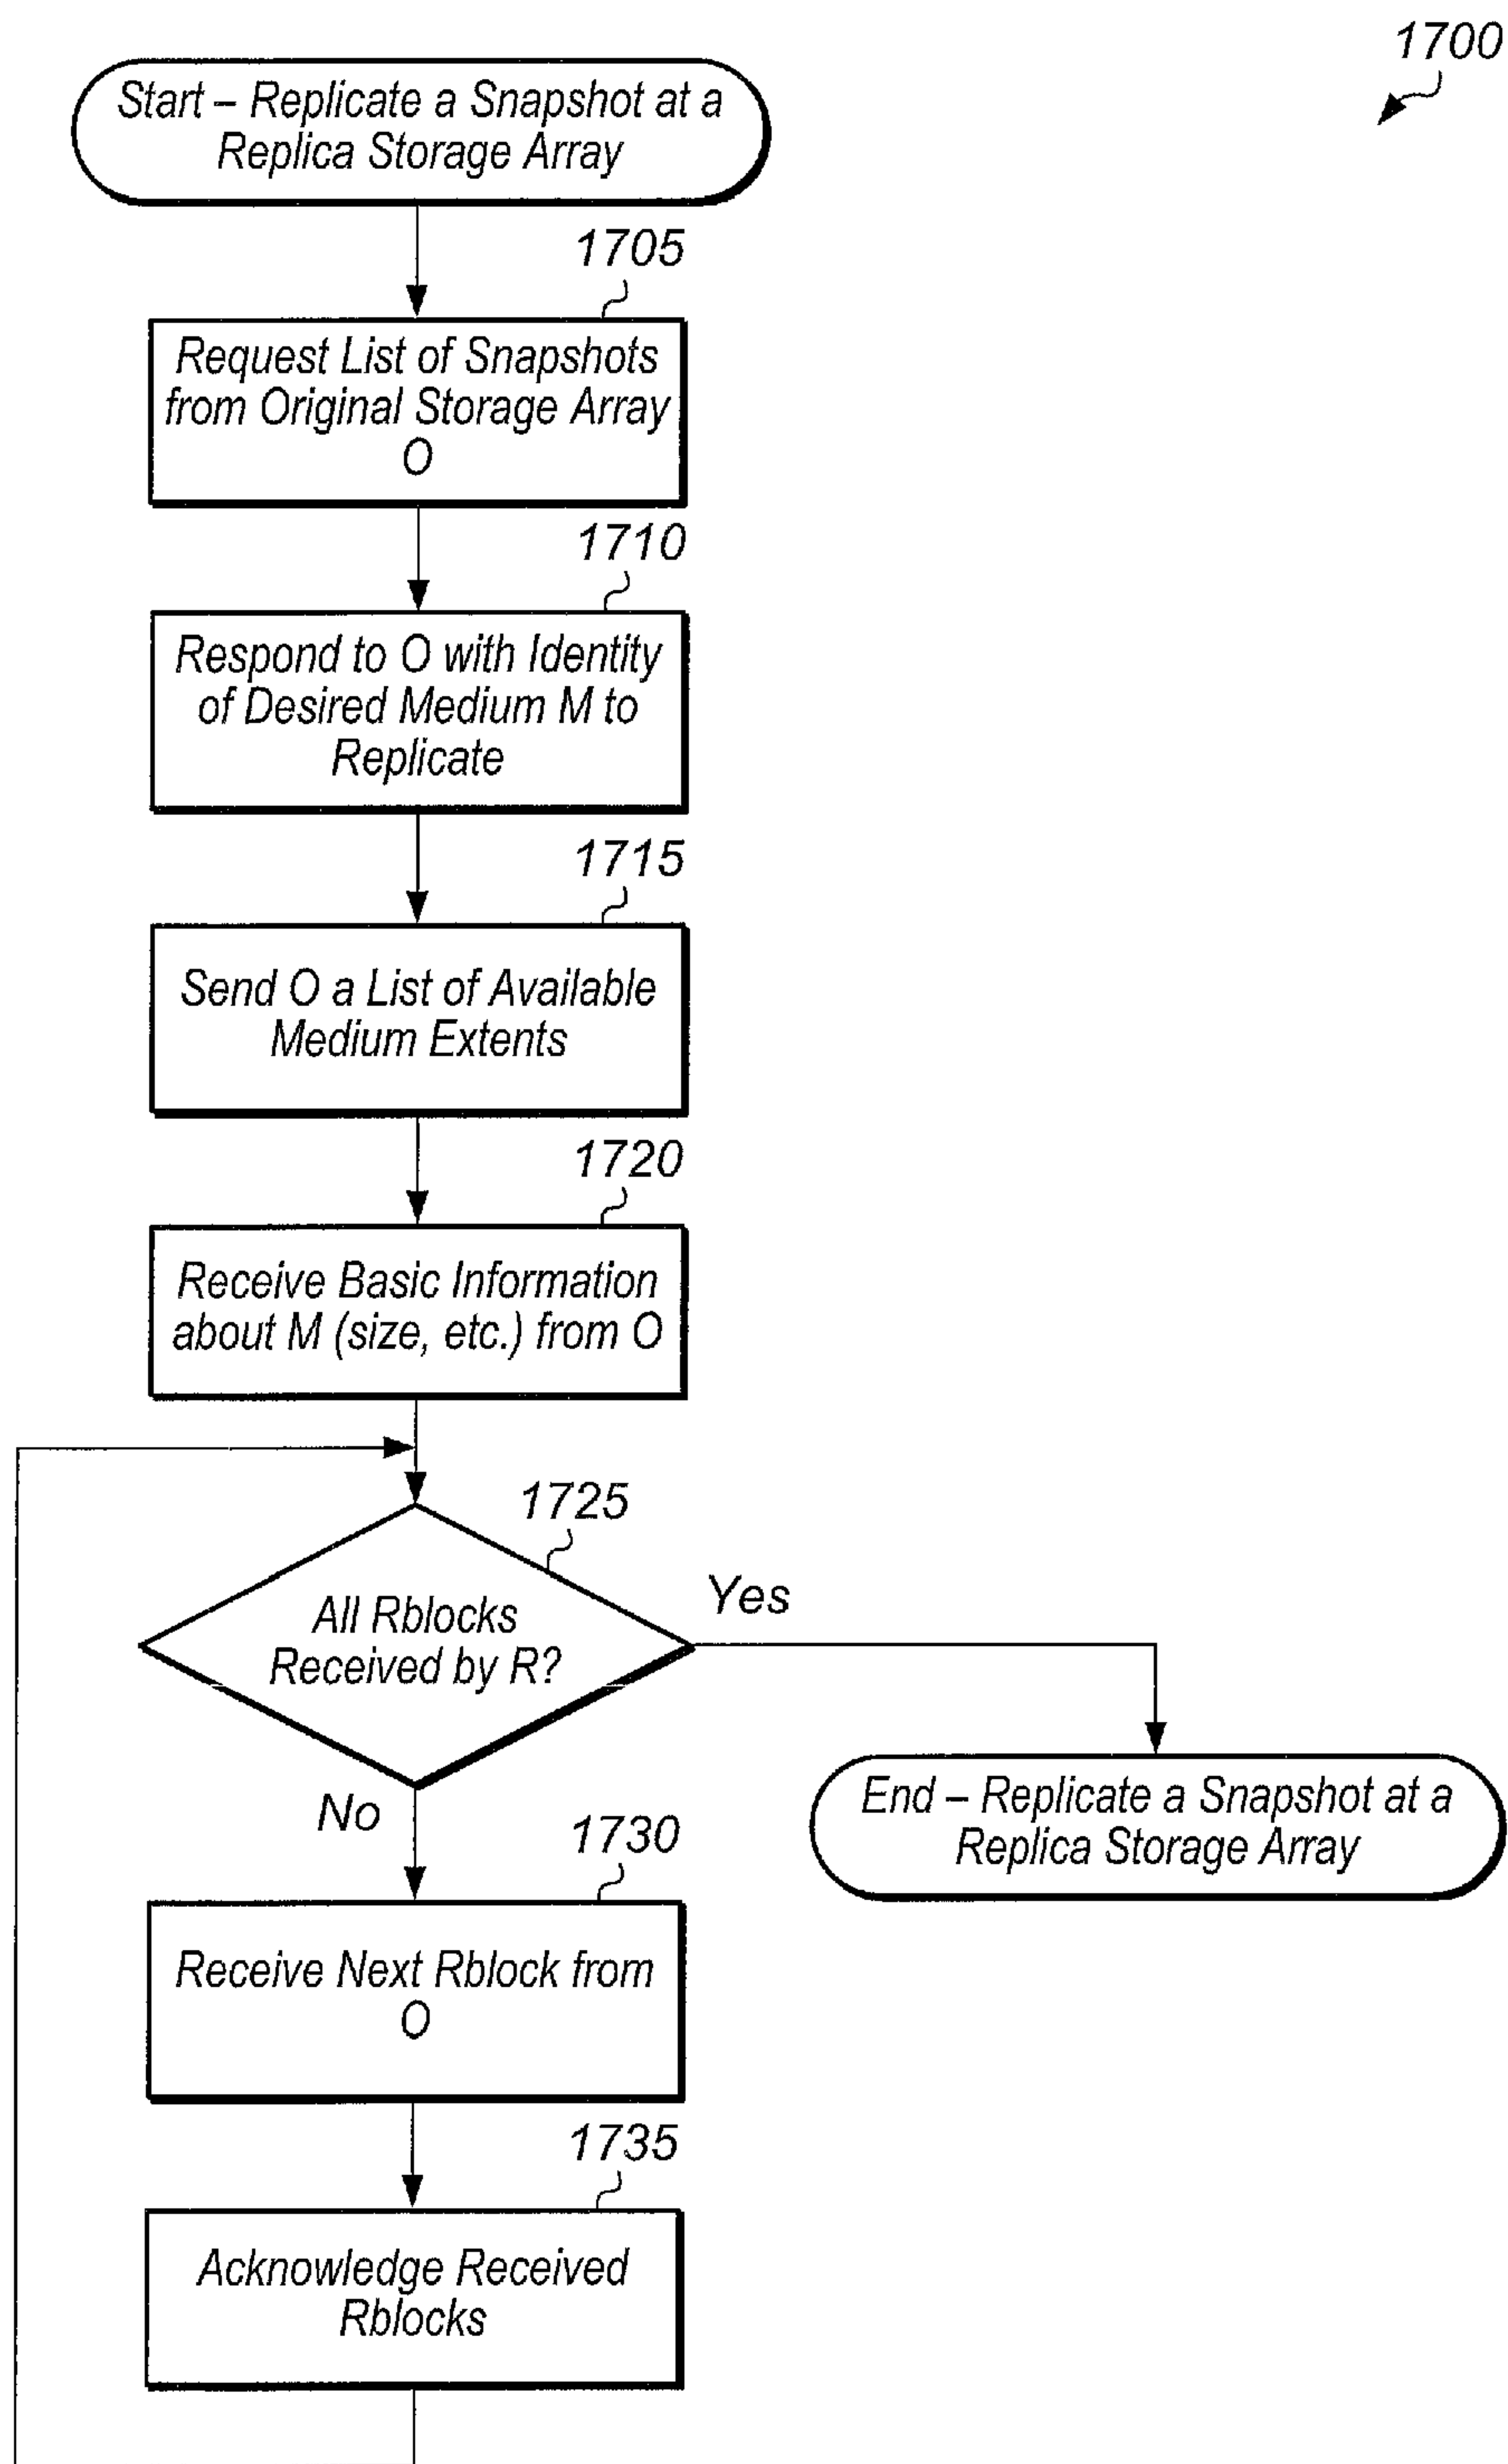 1700
Start – Replicate a Snapshot at a
Replica Storage Array
1705
Request List of Snapshots
from Original Storage Array
O
1710
Respond to O with Identity
of Desired Medium M to
Replicate
1715
Send O a List of Available
Medium Extents
1720
Receive Basic Information
about M (size, etc.) from O
1725
All Rblocks
Received by R?
Yes
No
End – Replicate a Snapshot at a
Replica Storage Array
1730
Receive Next Rblock from
O
1735
Acknowledge Received
Rblocks